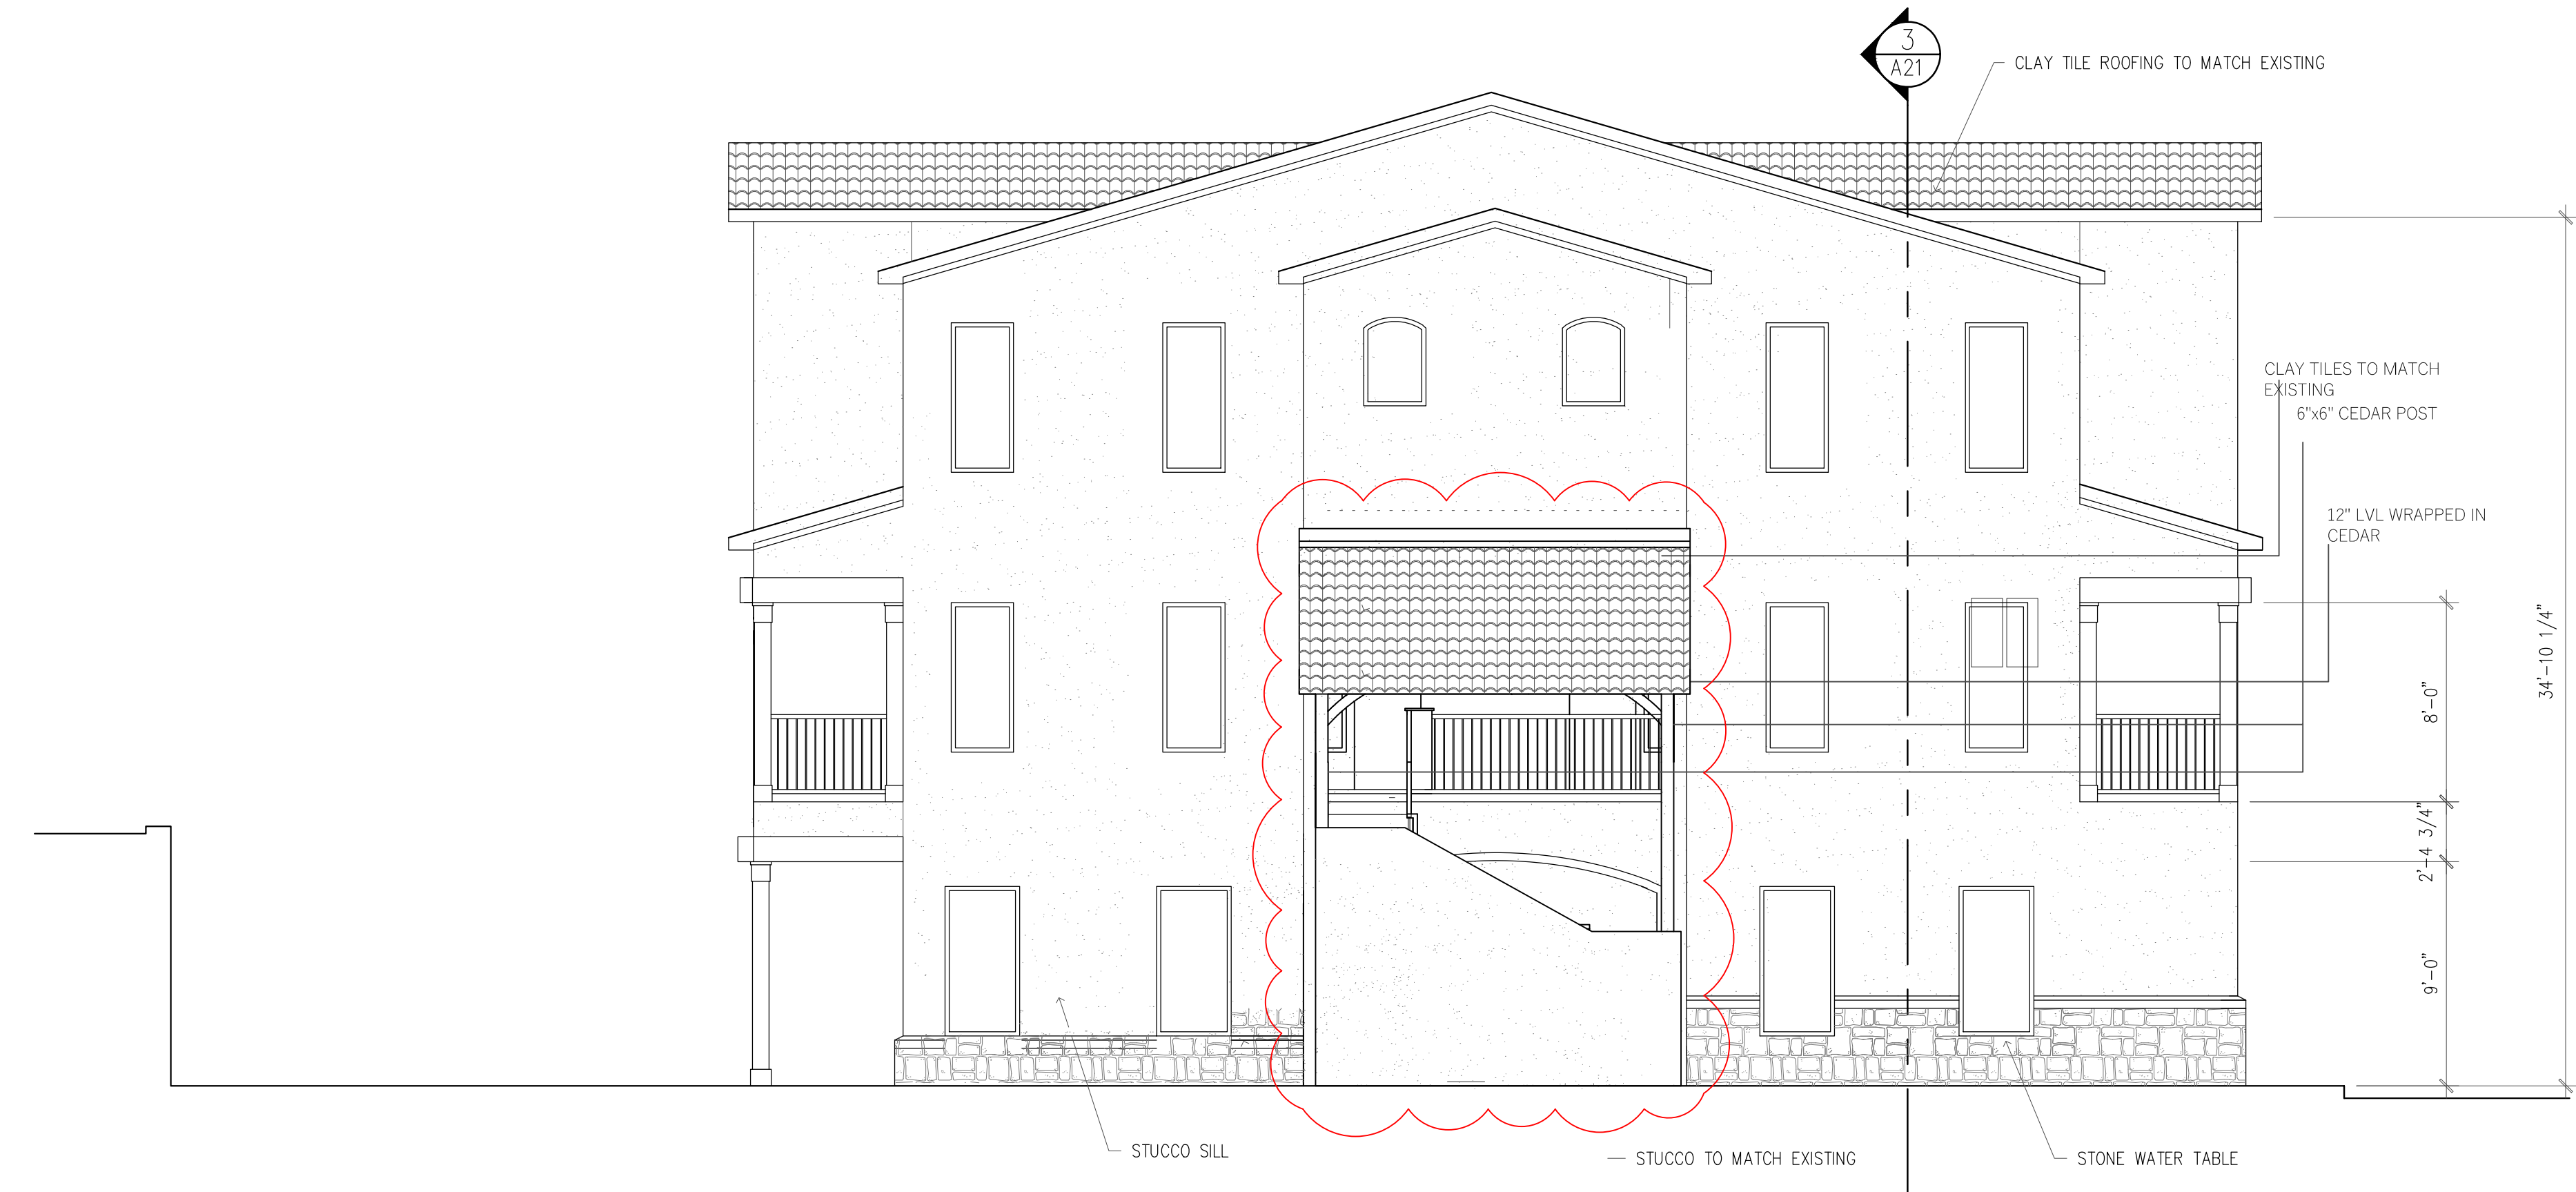 3
A21
CLAY TILE ROOFING TO MATCH EXISTING
CLAY TILES TO MATCH
EXISTING
6"x6" CEDAR POST
12" LVL WRAPPED IN
CEDAR
34'-10 1/4"
8'-0"
2'-4 3/4"
9'-0"
STUCCO SILL
STUCCO TO MATCH EXISTING
STONE WATER TABLE